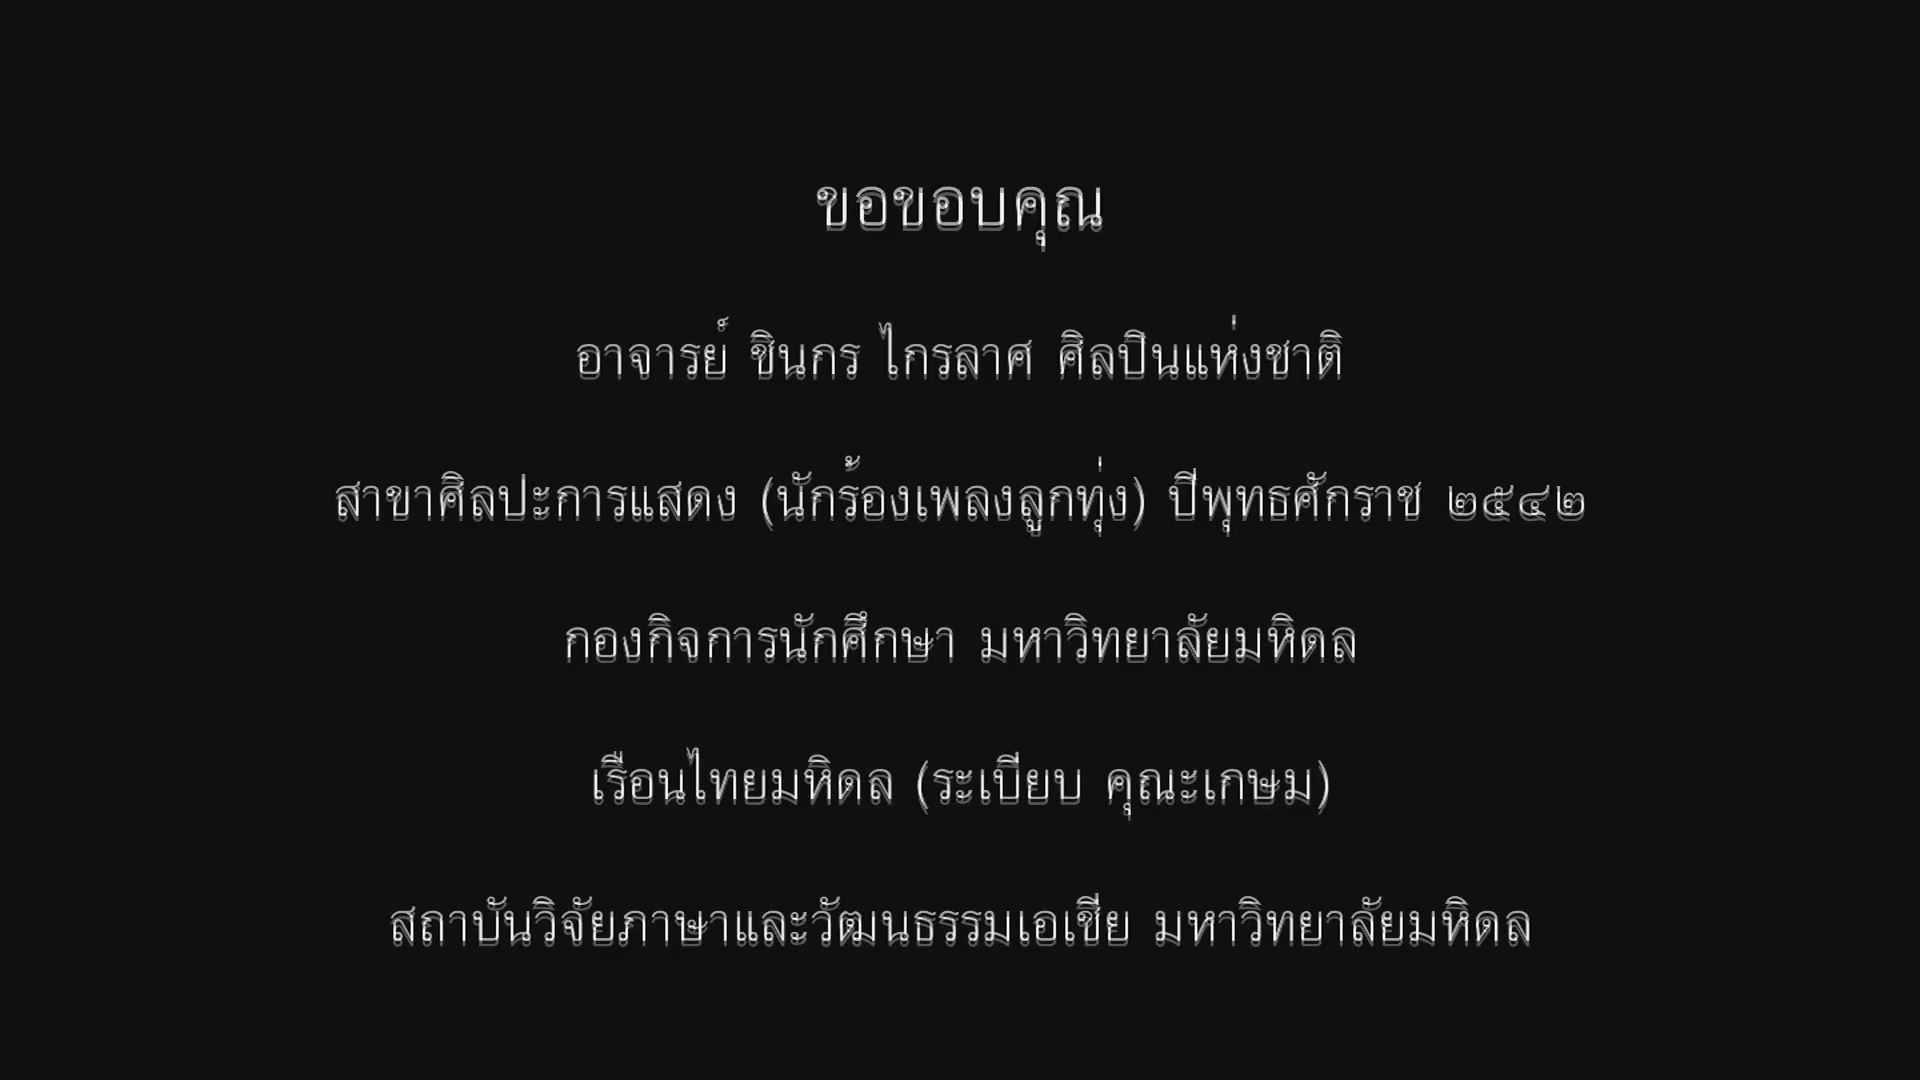 ขอขอบคุณ
อาจารย์ ชินกร ไกรลาศ ศิลปินแห่งชาติ
สาขาศิลปะการแสดง (นักร้องเพลงลูกทุ่ง) ปีพุทธศักราช ๒๕๔๒
กองกิจการนักศึกษา มหาวิทยาลัยมหิดล
เรือนไทยมหิดล (ระเบียบ คุณะเกษม)
สถาบันวิจัยภาษาและวัฒนธรรมเอเชีย มหาวิทยาลัยมหิดล